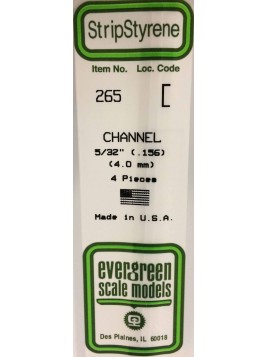 StripStyrene
Item No. Loc. Code
265
CHANNEL
5/32" (.156)
(4.0 mm)
4 Pieces
Made in U.S.A.
evergreen
scale models
Des Plaines, IL 60018